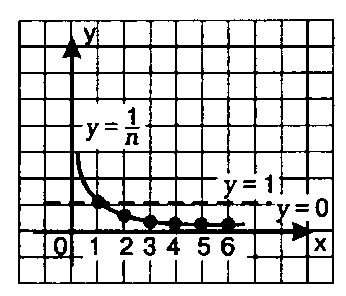 y
y = 1/n
y = 1
y = 0
0 1 2 3 4 5 6 x